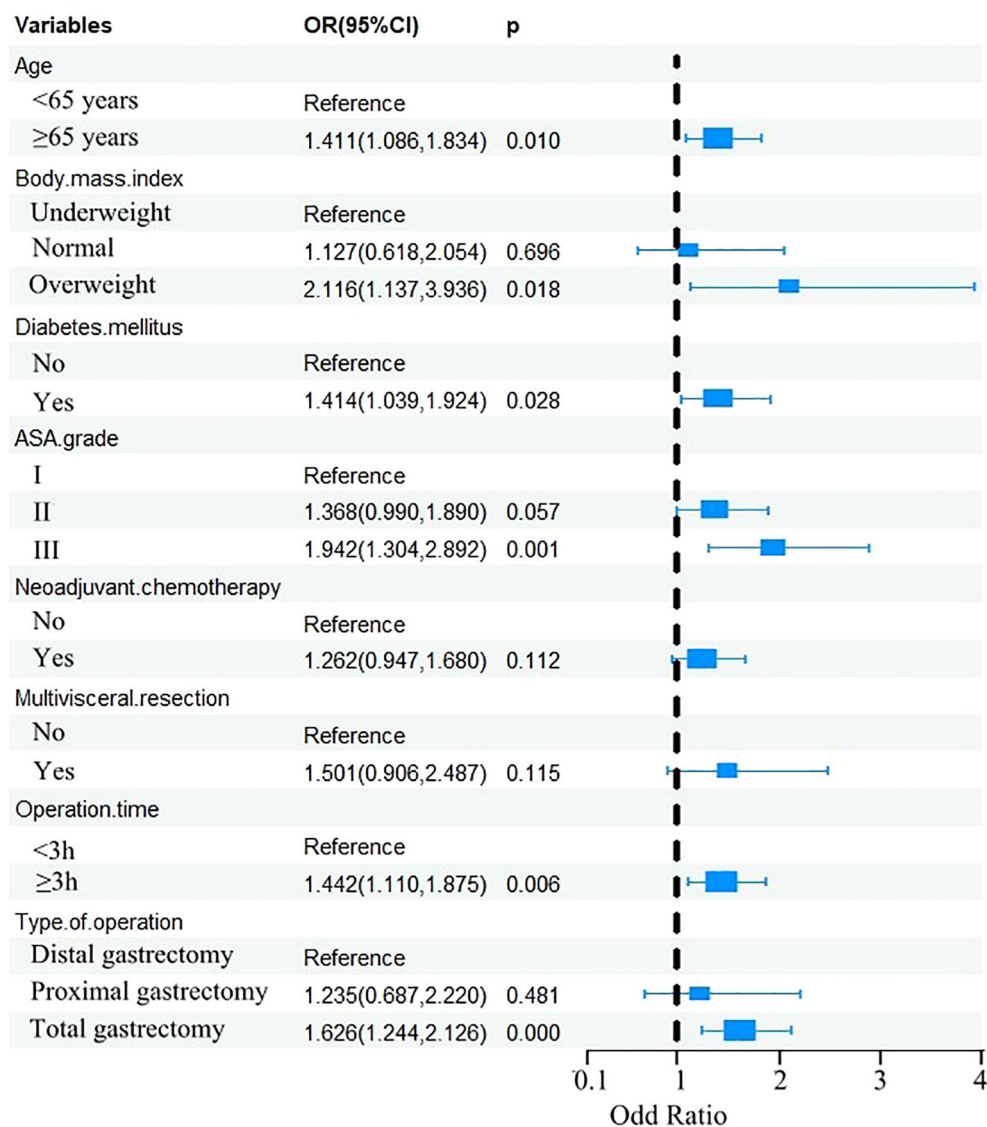 Variables OR(95%CI) p
Age
<65 years Reference
≥65 years 1.411(1.086,1.834) 0.010
Body.mass.index
Underweight Reference
Normal 1.127(0.618,2.054) 0.696
Overweight 2.116(1.137,3.936) 0.018
Diabetes.mellitus
No Reference
Yes 1.414(1.039,1.924) 0.028
ASA.grade
I Reference
II 1.368(0.990,1.890) 0.057
III 1.942(1.304,2.892) 0.001
Neoadjuvant.chemotherapy
No Reference
Yes 1.262(0.947,1.680) 0.112
Multivisceral.resection
No Reference
Yes 1.501(0.906,2.487) 0.115
Operation.time
<3h Reference
≥3h 1.442(1.110,1.875) 0.006
Type.of.operation
Distal gastrectomy Reference
Proximal gastrectomy 1.235(0.687,2.220) 0.481
Total gastrectomy 1.626(1.244,2.126) 0.000
0.1 1 2 3 4
Odd Ratio